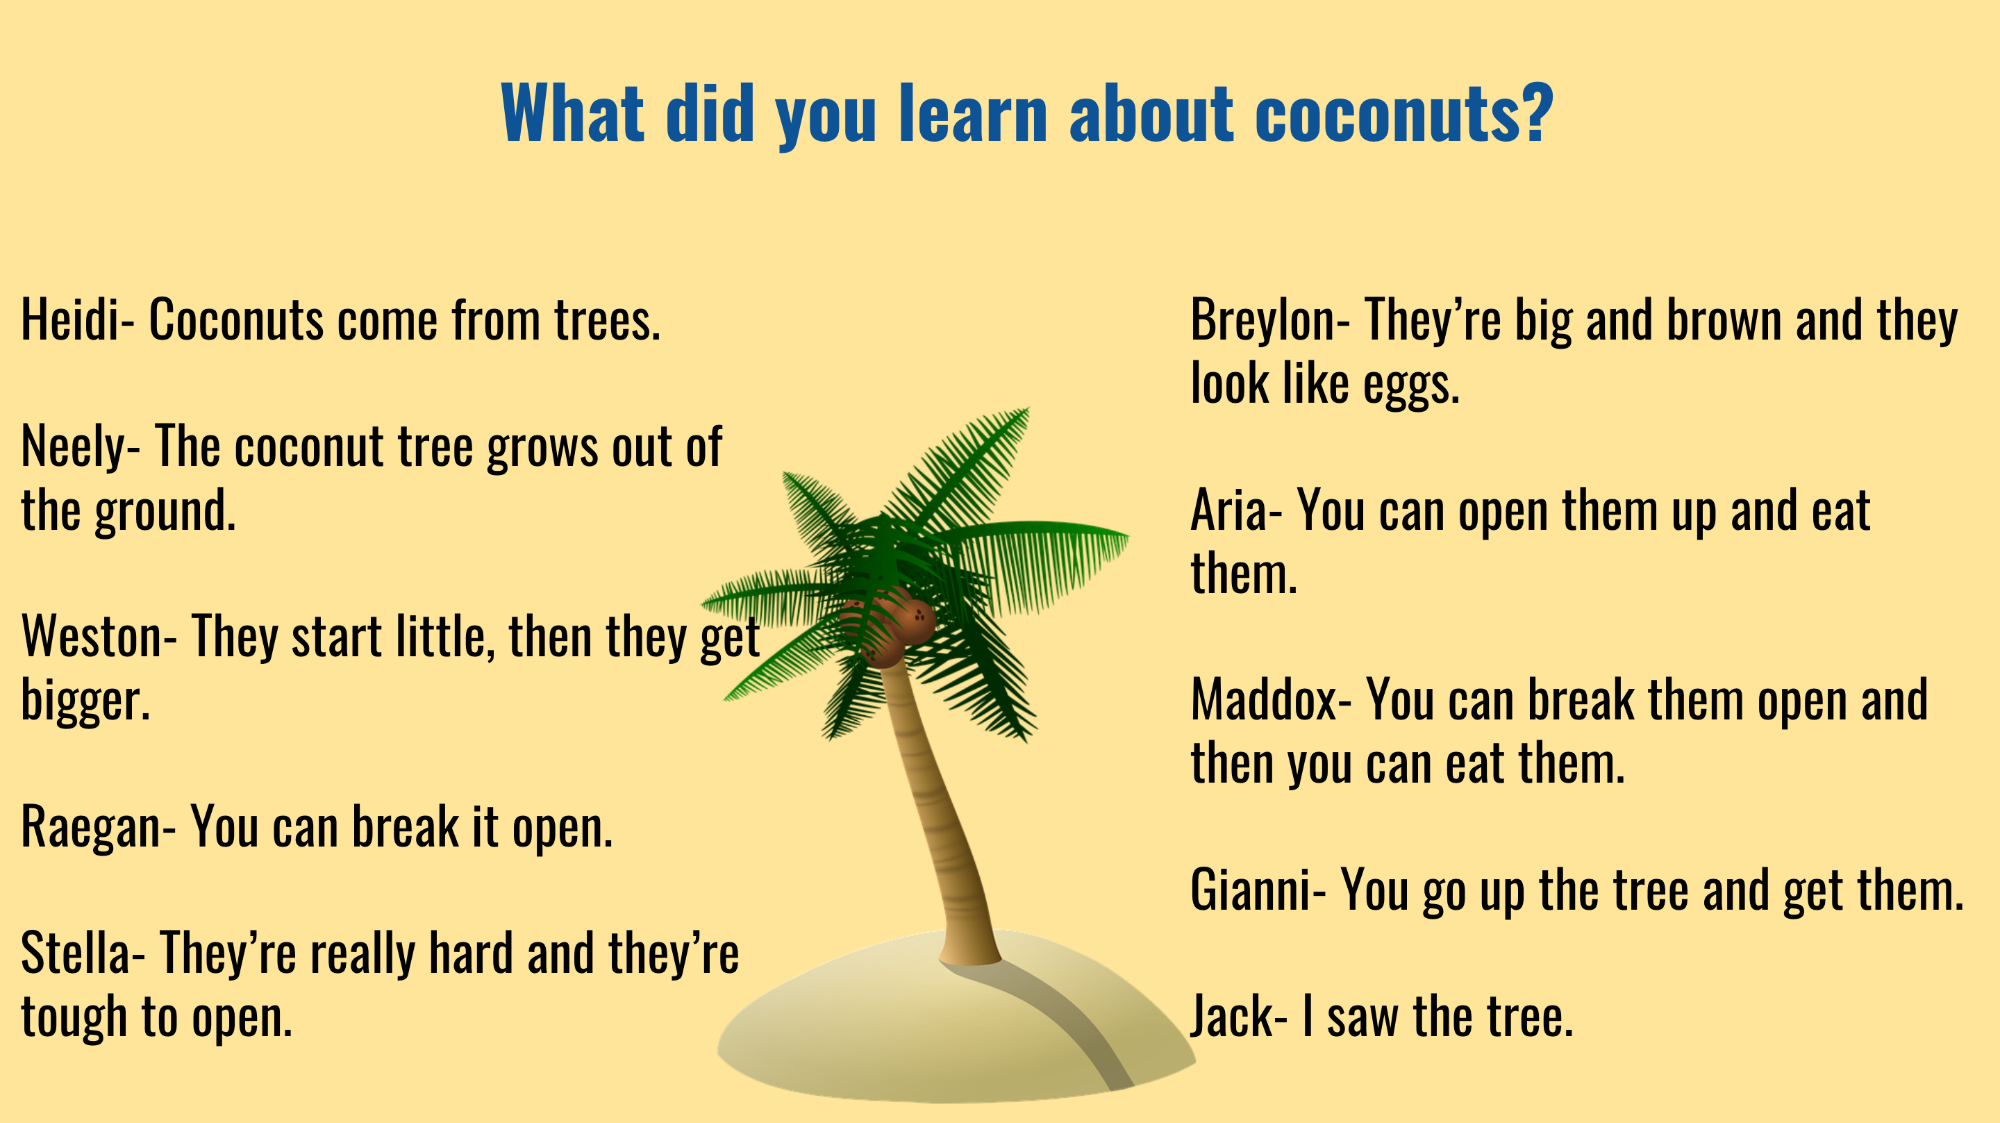 What did you learn about coconuts?
Heidi- Coconuts come from trees.
Neely- The coconut tree grows out of
the ground.
Weston- They start little, then they get
bigger.
Raegan- You can break it open.
Stella- They’re really hard and they’re
tough to open.
Breylon- They’re big and brown and they
look like eggs.
Aria- You can open them up and eat
them.
Maddox- You can break them open and
then you can eat them.
Gianni- You go up the tree and get them.
Jack- I saw the tree.